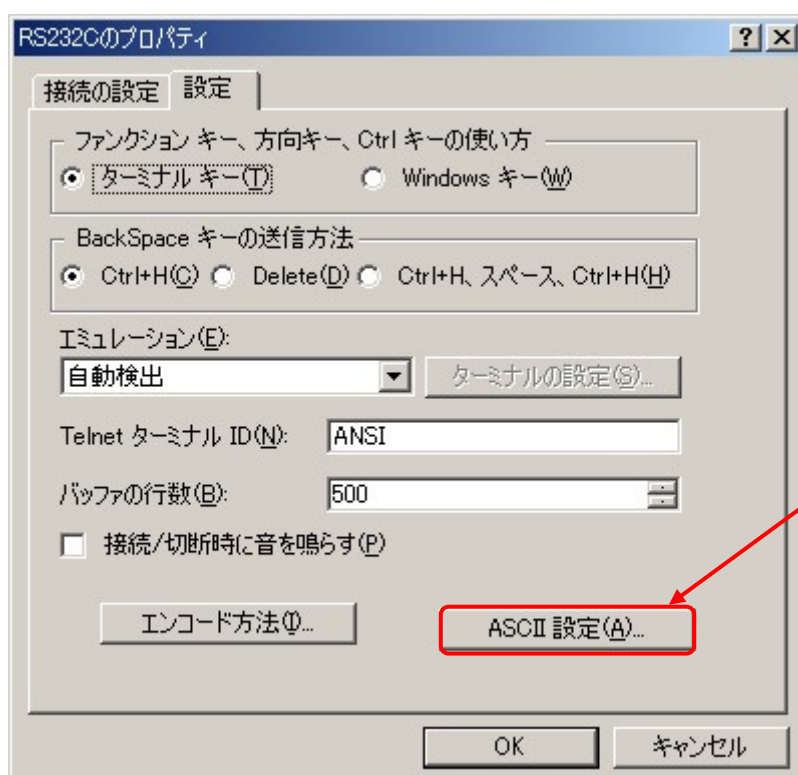 RS232Cのプロパティ
接続の設定 設定
ファンクション キー、方向キー、Ctrl キーの使い方
ターミナル キー(T) Windows キー(W)
BackSpace キーの送信方法
Ctrl+H(C) Delete(D) Ctrl+H、スペース、Ctrl+H(H)
エミュレーション(E):
自動検出 ターミナルの設定(S)...
Telnet ターミナル ID(N): ANSI
バッファの行数(B): 500
接続/切断時に音を鳴らす(P)
エンコード方法(I)... ASCII 設定(A)...
OK キャンセル